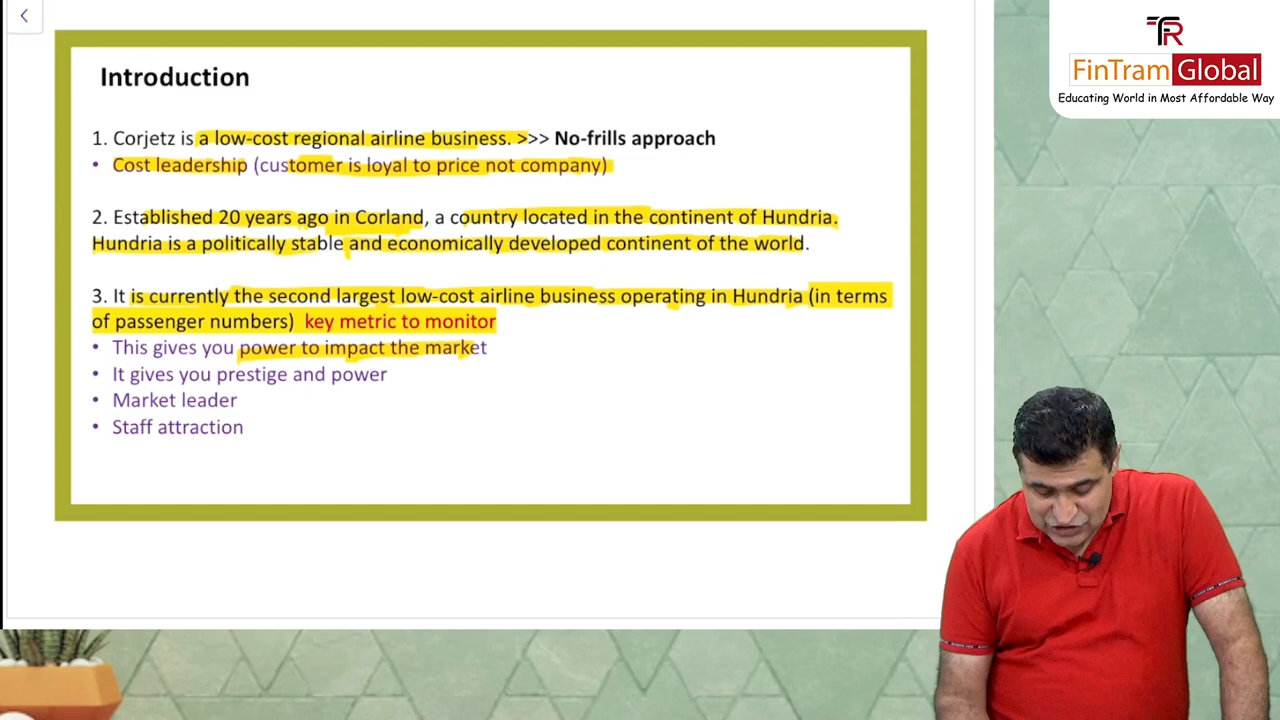 Introduction
1. Corjetz is a low-cost regional airline business. >>> No-frills approach
• Cost leadership (customer is loyal to price not company)
2. Established 20 years ago in Corland, a country located in the continent of Hundria.
Hundria is a politically stable and economically developed continent of the world.
3. It is currently the second largest low-cost airline business operating in Hundria (in terms
of passenger numbers) key metric to monitor
• This gives you power to impact the market
• It gives you prestige and power
• Market leader
• Staff attraction
FinTram Global
Educating World in Most Affordable Way